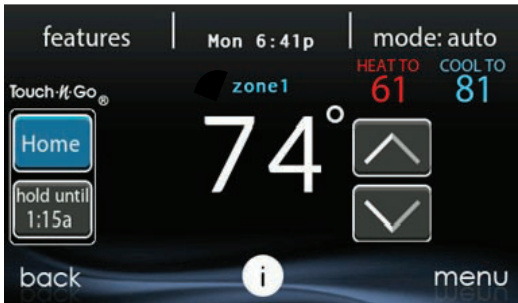 features
Mon 6:41p
mode: auto
Touch·N·Go®
zone1
HEAT TO
61
COOL TO
81
Home
74°
hold until
1:15a
back
i
menu